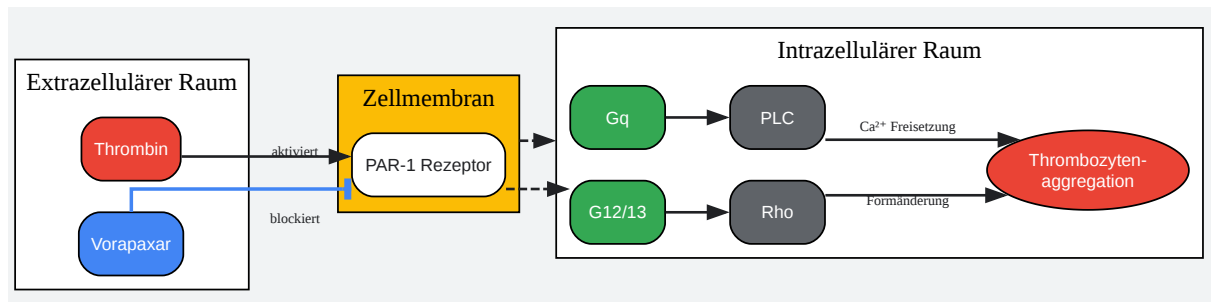 Extrazellulärer Raum
Thrombin
Vorapaxar
aktiviert
blockiert
Zellmembran
PAR-1 Rezeptor
Intrazellulärer Raum
Gq
PLC
Ca²⁺ Freisetzung
G12/13
Rho
Formänderung
Thrombozyten-
aggregation